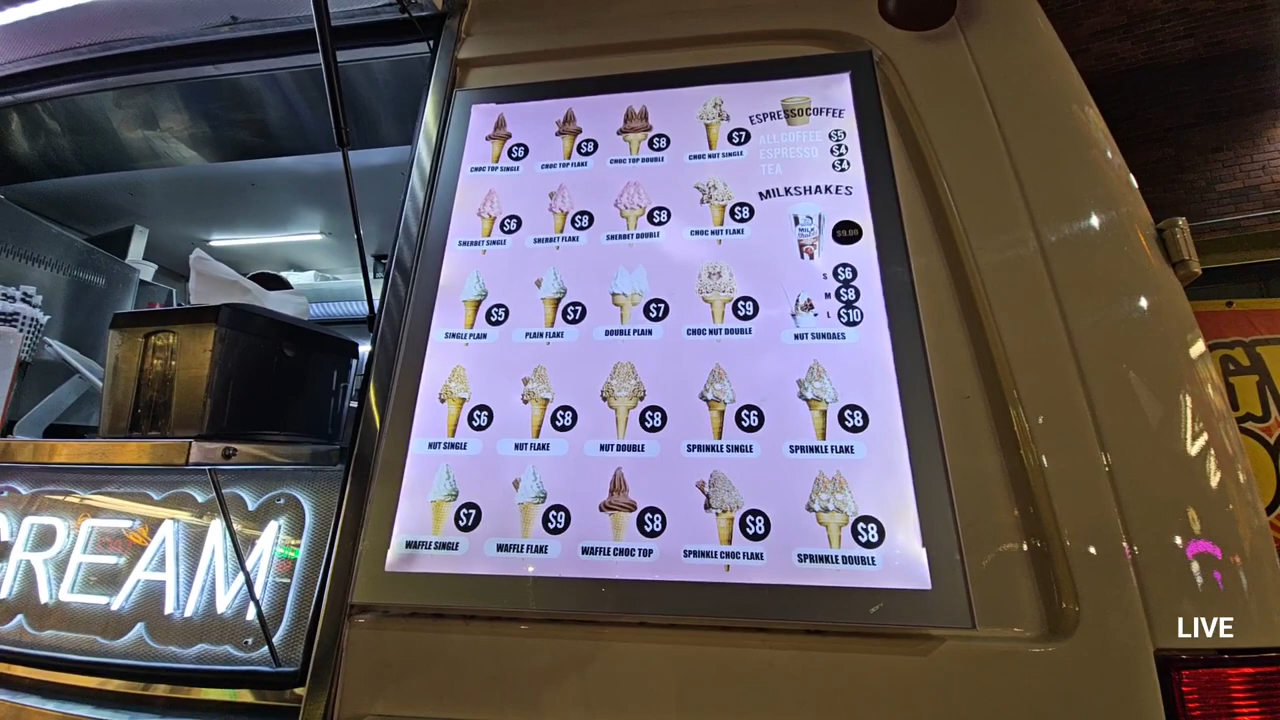 $6
$8
$8
$7
CHOC TOP SINGLE
CHOC TOP FLAKE
CHOC TOP DOUBLE
CHOC NUT SINGLE
ESPRESSO COFFEE
ALL COFFEE $5
ESPRESSO $4
TEA $4
$6
$8
$8
$8
SHERBET SINGLE
SHERBET FLAKE
SHERBET DOUBLE
CHOC NUT FLAKE
MILKSHAKES
MILK
$9.00
$5
$7
$7
$9
SINGLE PLAIN
PLAIN FLAKE
DOUBLE PLAIN
CHOC NUT DOUBLE
S $6
M $8
L $10
NUT SUNDAES
$6
$8
$8
$6
$8
NUT SINGLE
NUT FLAKE
NUT DOUBLE
SPRINKLE SINGLE
SPRINKLE FLAKE
$7
$9
$8
$8
$8
WAFFLE SINGLE
WAFFLE FLAKE
WAFFLE CHOC TOP
SPRINKLE CHOC FLAKE
SPRINKLE DOUBLE
CREAM
LIVE